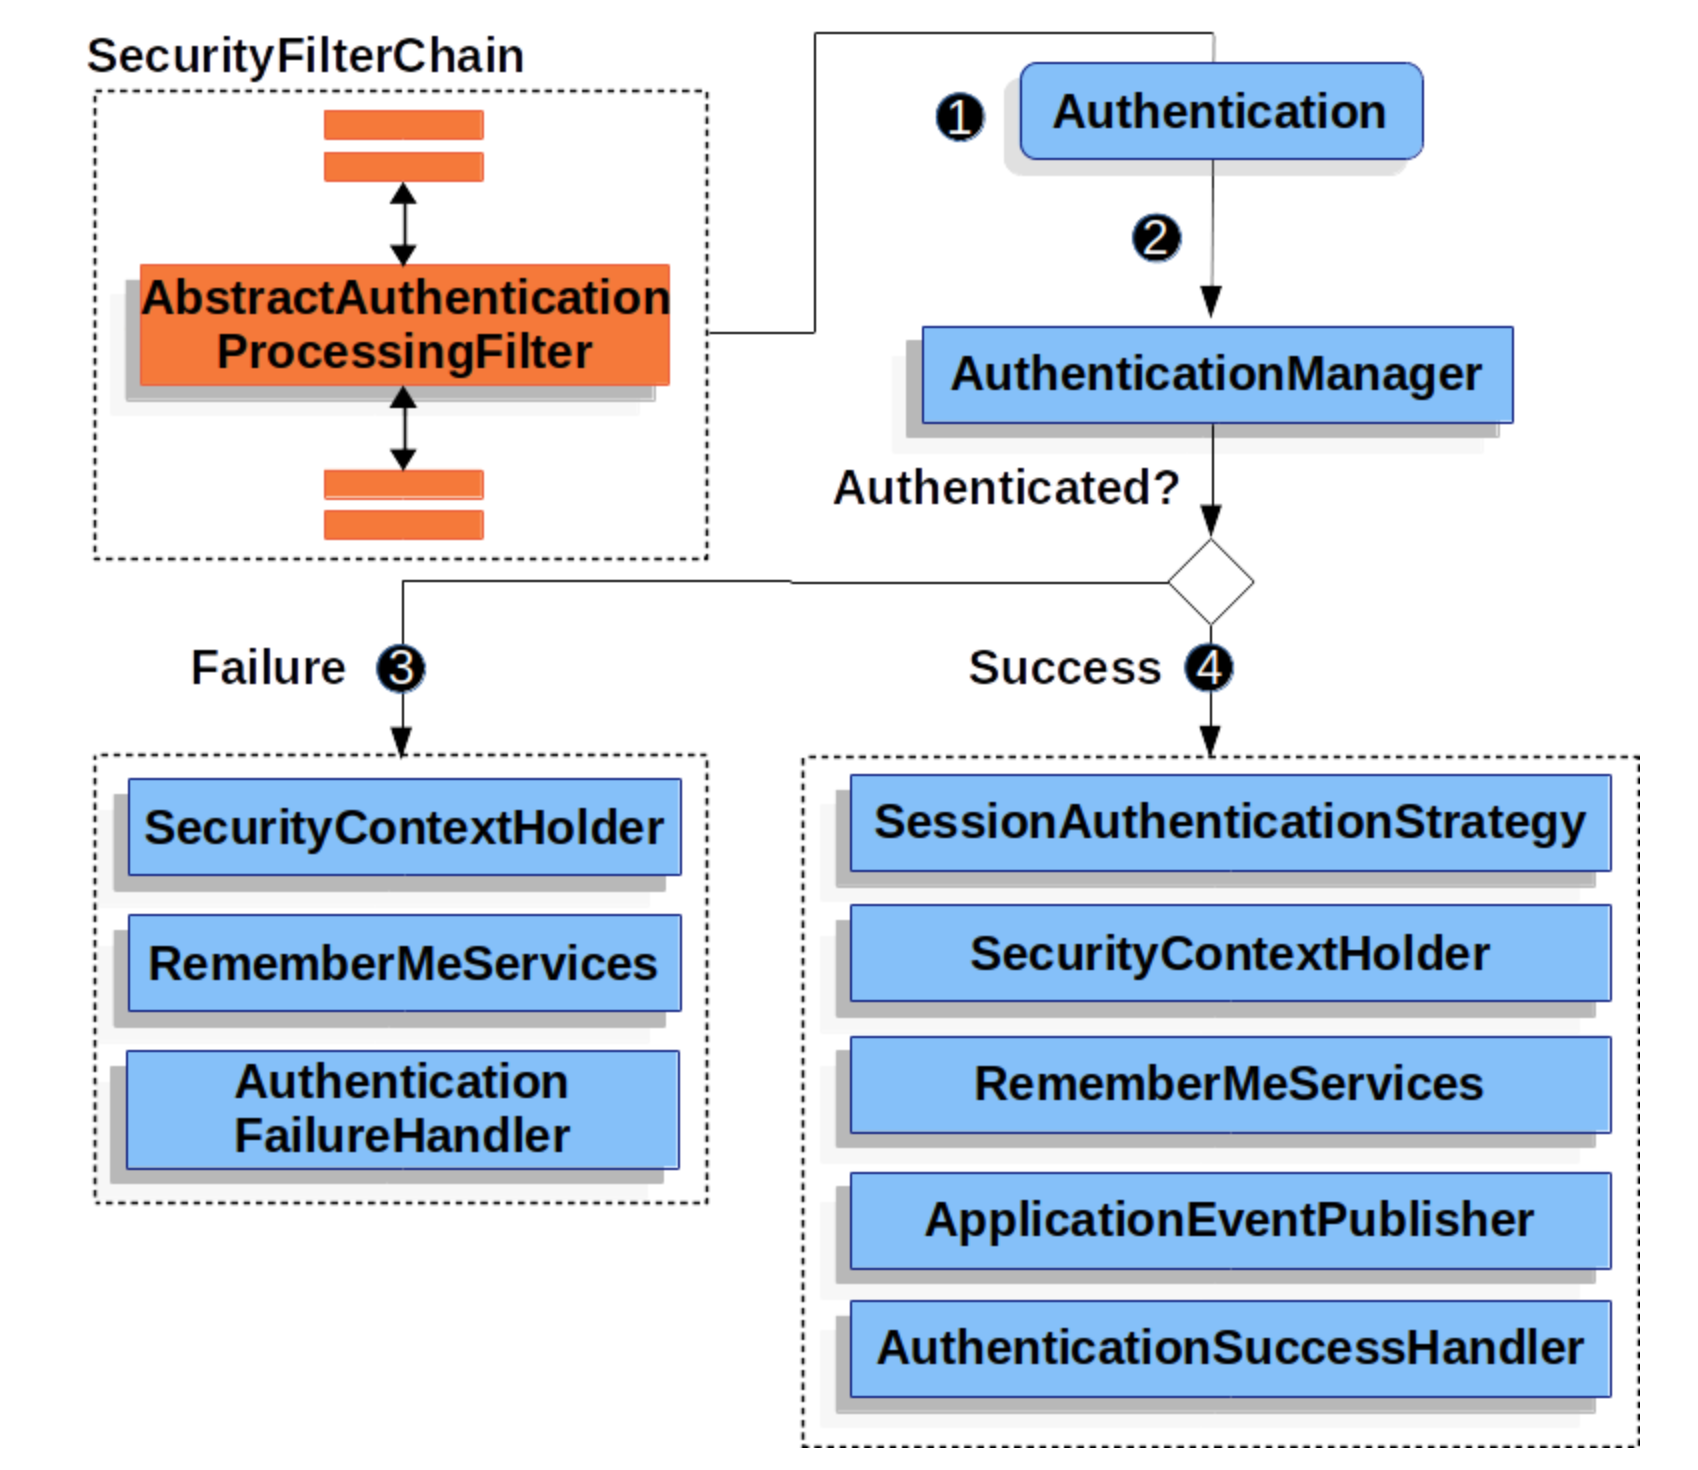 SecurityFilterChain
AbstractAuthentication
ProcessingFilter
1
Authentication
2
AuthenticationManager
Authenticated?
Failure
3
Success
4
SecurityContextHolder
RememberMeServices
Authentication
FailureHandler
SessionAuthenticationStrategy
SecurityContextHolder
RememberMeServices
ApplicationEventPublisher
AuthenticationSuccessHandler